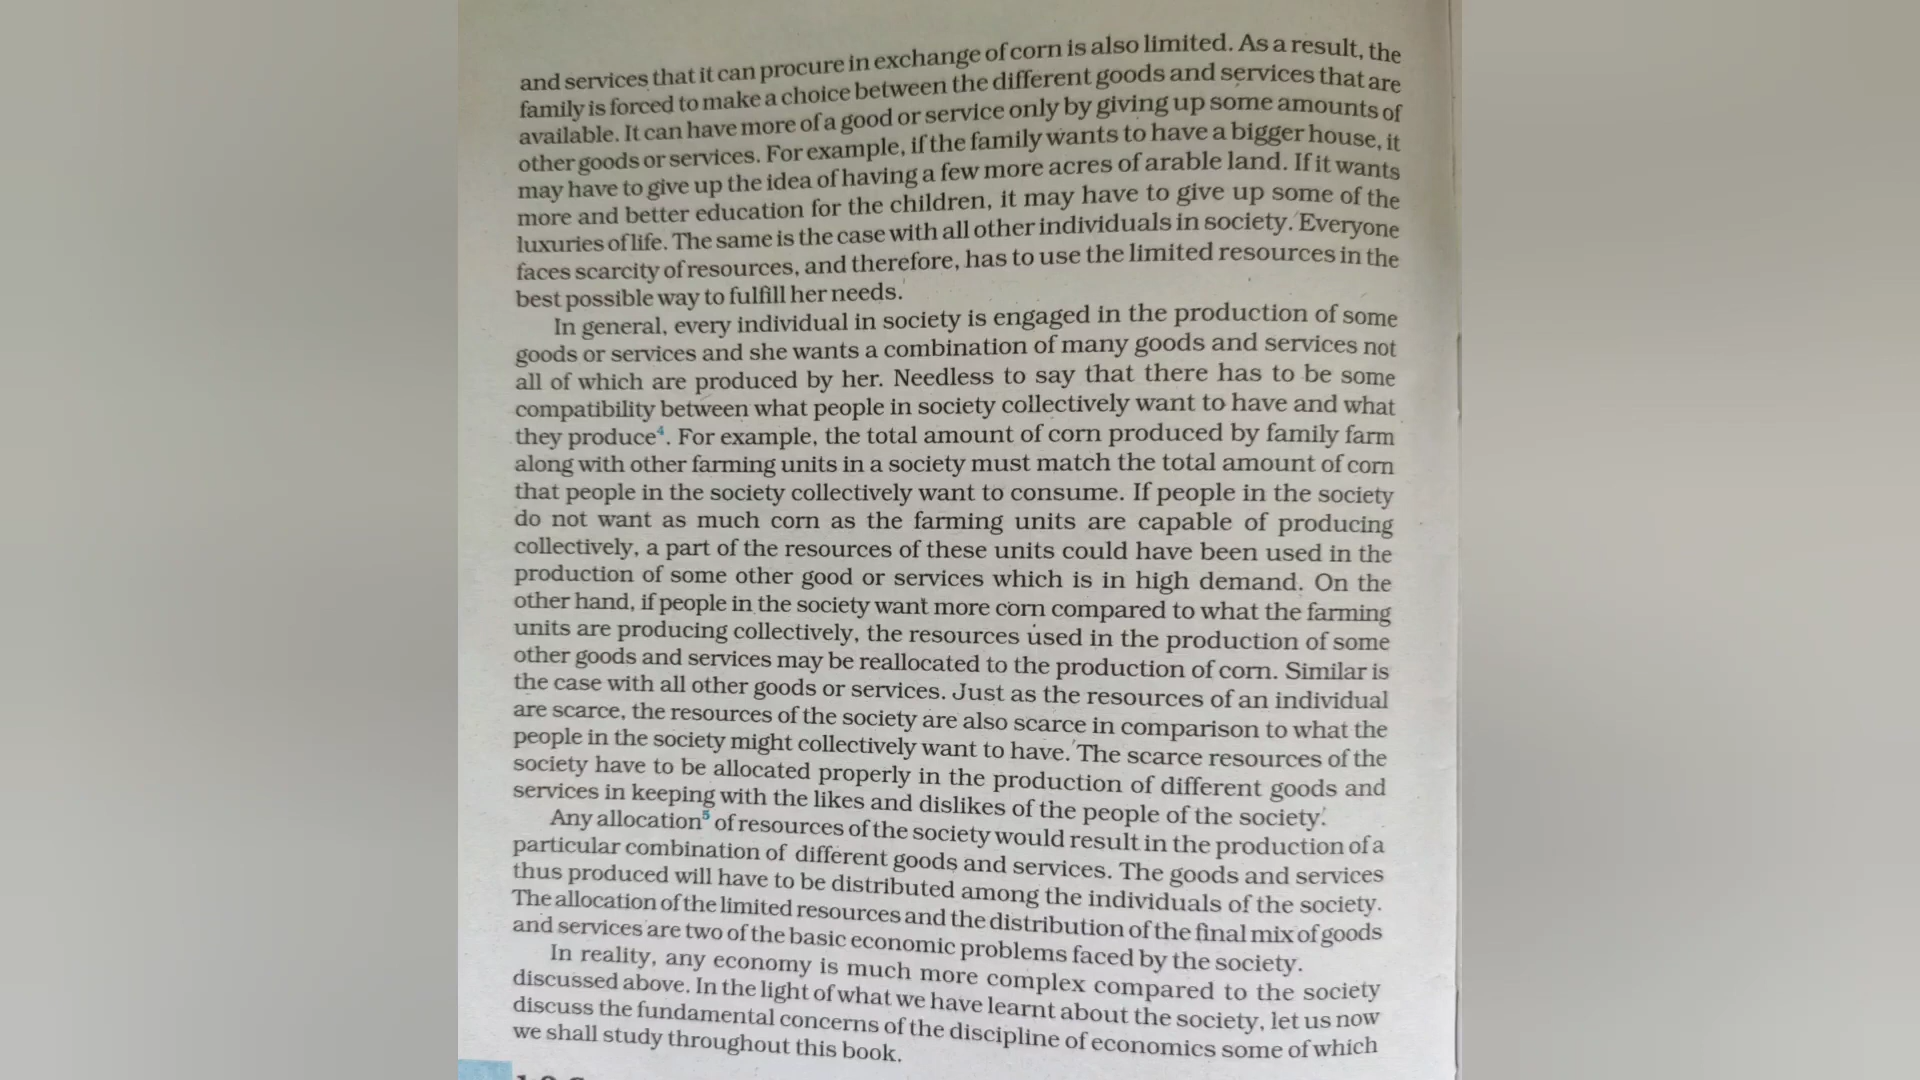 and services that it can procure in exchange of corn is also limited. As a result, the
family is forced to make a choice between the different goods and services that are
available. It can have more of a good or service only by giving up some amounts of
other goods or services. For example, if the family wants to have a bigger house, it
may have to give up the idea of having a few more acres of arable land. If it wants
more and better education for the children, it may have to give up some of the
luxuries of life. The same is the case with all other individuals in society. Everyone
faces scarcity of resources, and therefore, has to use the limited resources in the
best possible way to fulfill her needs.
In general, every individual in society is engaged in the production of some
goods or services and she wants a combination of many goods and services not
all of which are produced by her. Needless to say that there has to be some
compatibility between what people in society collectively want to have and what
they produce⁴. For example, the total amount of corn produced by family farm
along with other farming units in a society must match the total amount of corn
that people in the society collectively want to consume. If people in the society
do not want as much corn as the farming units are capable of producing
collectively, a part of the resources of these units could have been used in the
production of some other good or services which is in high demand. On the
other hand, if people in the society want more corn compared to what the farming
units are producing collectively, the resources used in the production of some
other goods and services may be reallocated to the production of corn. Similar is
the case with all other goods or services. Just as the resources of an individual
are scarce, the resources of the society are also scarce in comparison to what the
people in the society might collectively want to have. The scarce resources of the
society have to be allocated properly in the production of different goods and
services in keeping with the likes and dislikes of the people of the society.
Any allocation⁵ of resources of the society would result in the production of a
particular combination of different goods and services. The goods and services
thus produced will have to be distributed among the individuals of the society.
The allocation of the limited resources and the distribution of the final mix of goods
and services are two of the basic economic problems faced by the society.
In reality, any economy is much more complex compared to the society
discussed above. In the light of what we have learnt about the society, let us now
discuss the fundamental concerns of the discipline of economics some of which
we shall study throughout this book.